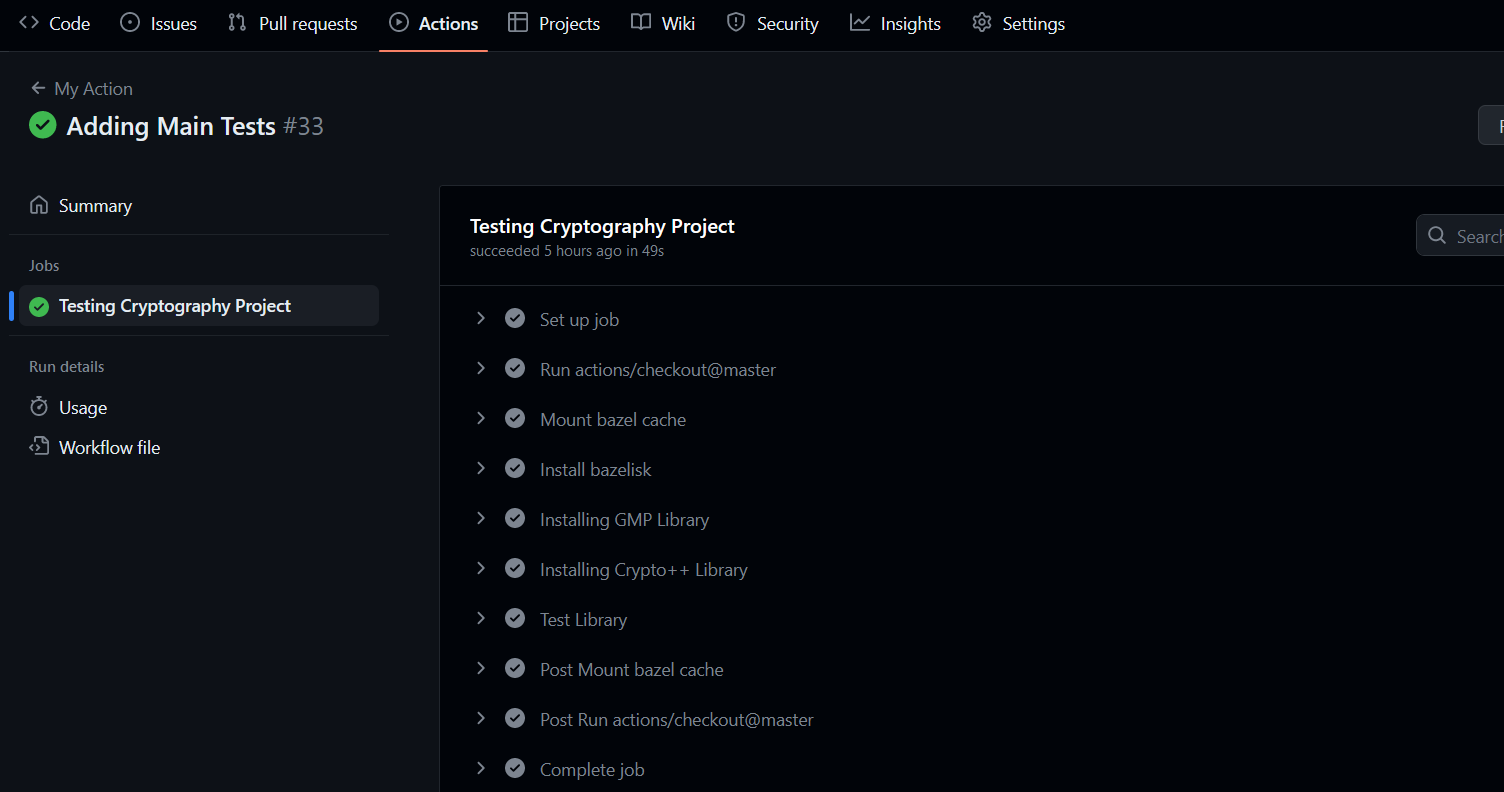 Code Issues Pull requests Actions Projects Wiki Security Insights Settings
My Action
Adding Main Tests #33
Summary
Jobs
Testing Cryptography Project
Run details
Usage
Workflow file
Testing Cryptography Project
succeeded 5 hours ago in 49s
Search
Set up job
Run actions/checkout@master
Mount bazel cache
Install bazelisk
Installing GMP Library
Installing Crypto++ Library
Test Library
Post Mount bazel cache
Post Run actions/checkout@master
Complete job